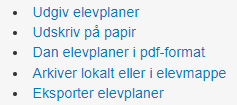 Udgiv elevplaner
Udskriv på papir
Dan elevplaner i pdf-format
Arkiver lokalt eller i elevmappe
Eksporter elevplaner